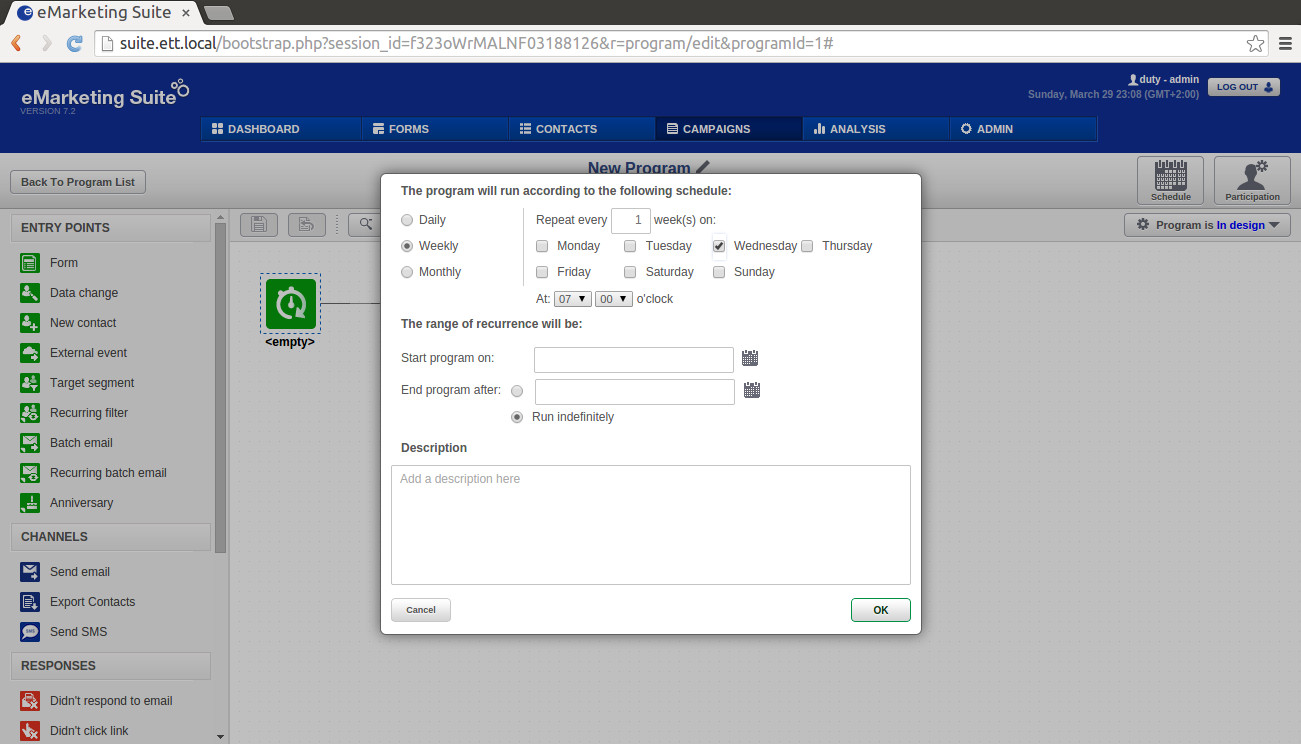 eMarketing Suite
suite.ett.local/bootstrap.php?session_id=f323oWrMALNF03188126&r=program/edit&programId=1#
eMarketing Suite
VERSION 7.2
duty - admin
Sunday, March 29 23:08 (GMT+2:00)
LOG OUT
DASHBOARD
FORMS
CONTACTS
CAMPAIGNS
ANALYSIS
ADMIN
Back To Program List
New Program
Schedule
Participation
Program is In design
ENTRY POINTS
Form
Data change
New contact
External event
Target segment
Recurring filter
Batch email
Recurring batch email
Anniversary
CHANNELS
Send email
Export Contacts
Send SMS
RESPONSES
Didn't respond to email
Didn't click link
<empty>
The program will run according to the following schedule:
Daily
Weekly
Monthly
Repeat every 1 week(s) on:
Monday Tuesday Wednesday Thursday
Friday Saturday Sunday
At: 07 00 o'clock
The range of recurrence will be:
Start program on:
End program after:
Run indefinitely
Description
Add a description here
Cancel
OK